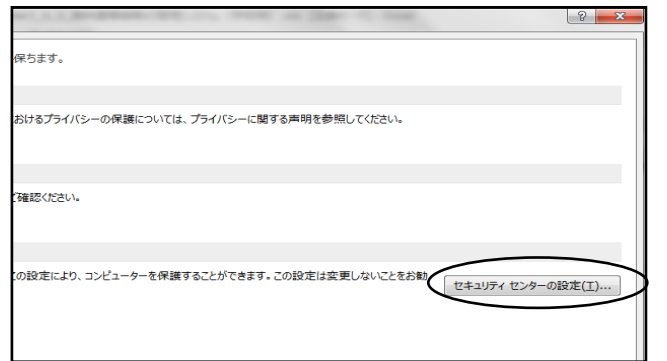 保ちます。
おけるプライバシーの保護については、プライバシーに関する声明を参照してください。
ご確認ください。
の設定により、コンピューターを保護することができます。この設定は変更しないことをお勧
セキュリティ センターの設定(T)...